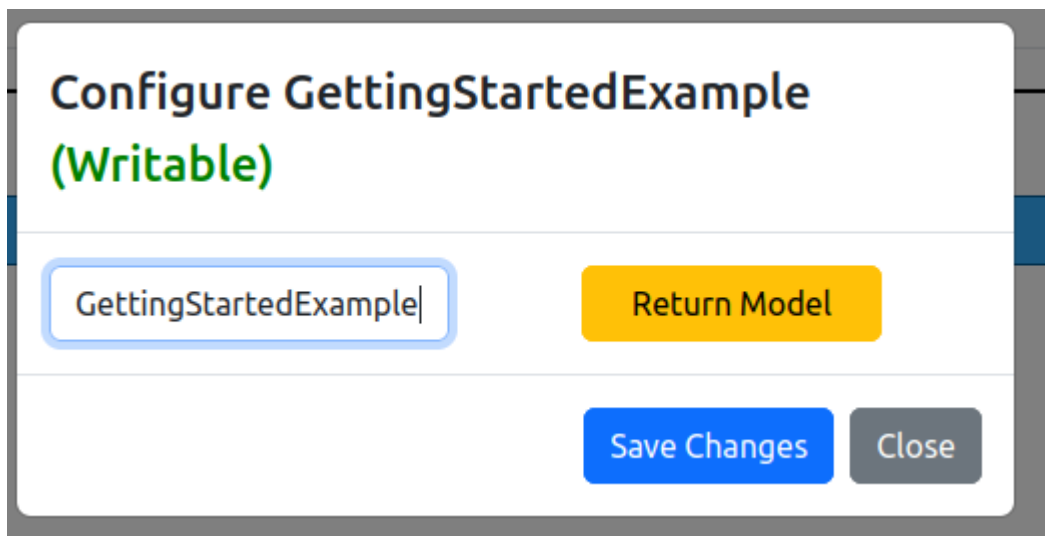 Configure GettingStartedExample
(Writable)
GettingStartedExample
Return Model
Save Changes
Close